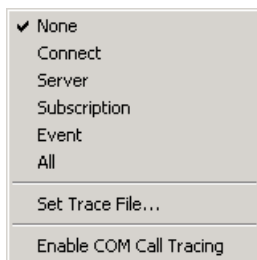 None
Connect
Server
Subscription
Event
All
Set Trace File...
Enable COM Call Tracing